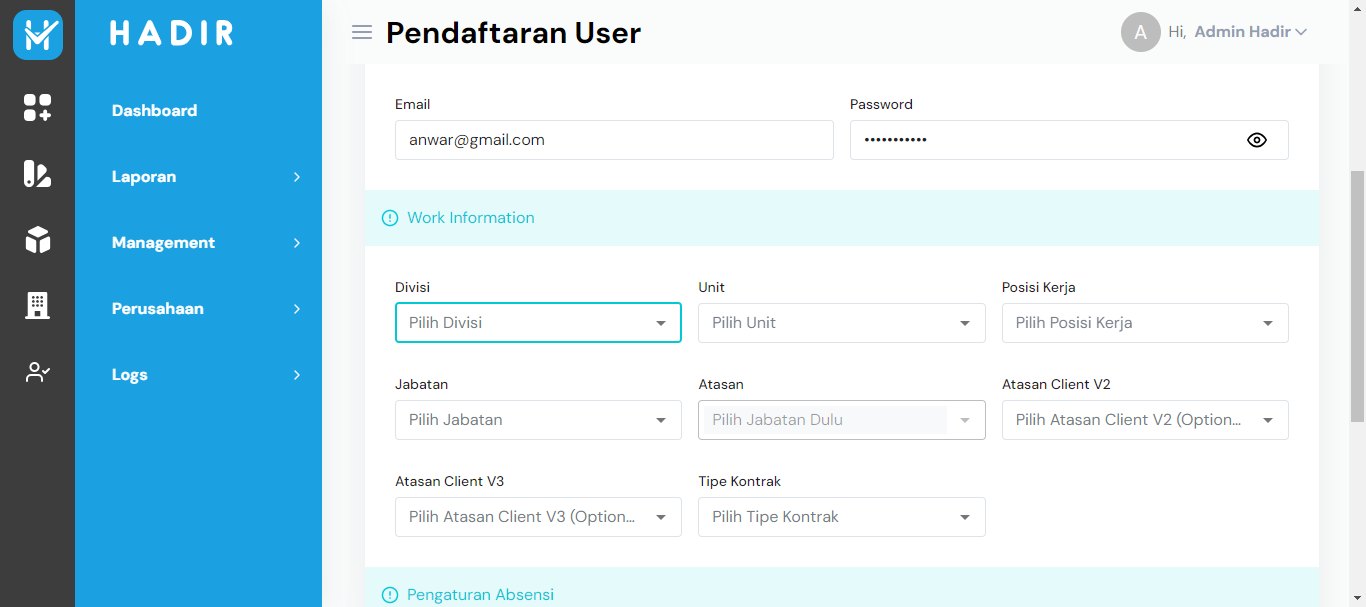 HADIR
Pendaftaran User
A
Hi, Admin Hadir
Dashboard
Laporan
Management
Perusahaan
Logs
Email
Password
anwar@gmail.com
•••••••••••
Work Information
Divisi
Unit
Posisi Kerja
Pilih Divisi
Pilih Unit
Pilih Posisi Kerja
Jabatan
Atasan
Atasan Client V2
Pilih Jabatan
Pilih Jabatan Dulu
Pilih Atasan Client V2 (Option...
Atasan Client V3
Tipe Kontrak
Pilih Atasan Client V3 (Option...
Pilih Tipe Kontrak
Pengaturan Absensi